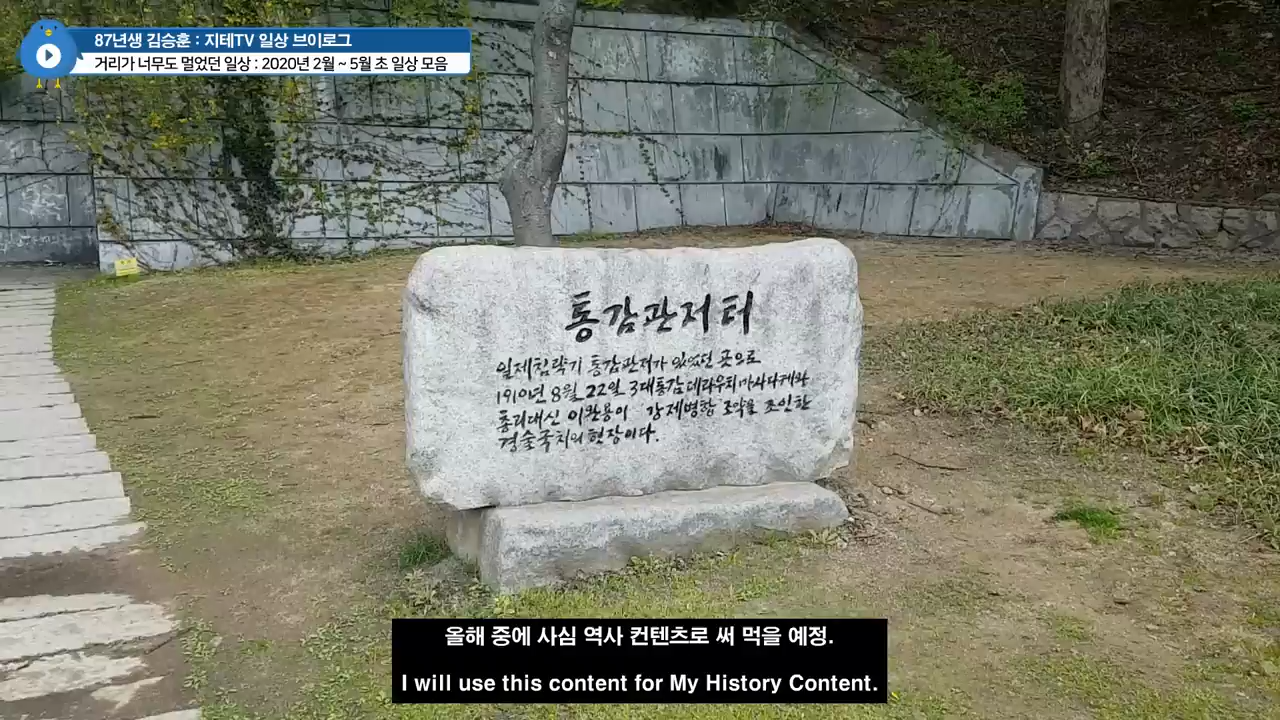 87년생 김승훈 : 지테TV 일상 브이로그
거리가 너무도 멀었던 일상 : 2020년 2월 ~ 5월 초 일상 모음
통감관저터
일제침략기 통감관저가 있었던 곳으로
1910년 8월 22일 3대통감 데라우치 마사다케와
총리대신 이완용이 강제병합 조약을 조인한
경술국치의 현장이다.
올해 중에 사심 역사 컨텐츠로 써 먹을 예정.
I will use this content for My History Content.